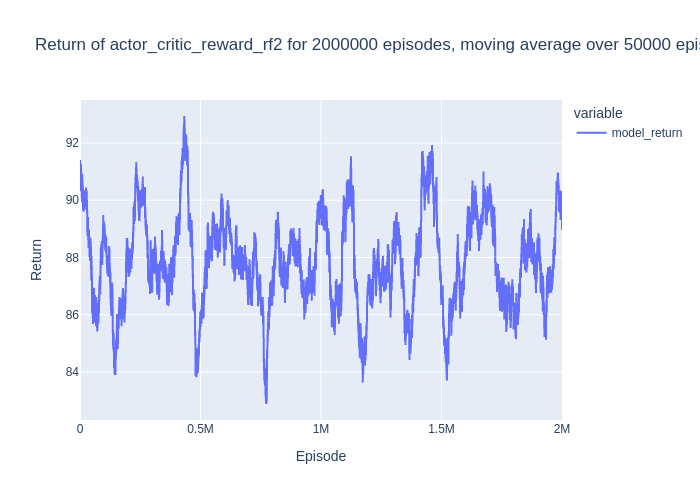 Return of actor_critic_reward_rf2 for 2000000 episodes, moving average over 50000
variable
model_return
92
90
88
86
84
Return
0
0.5M
1M
1.5M
2M
Episode